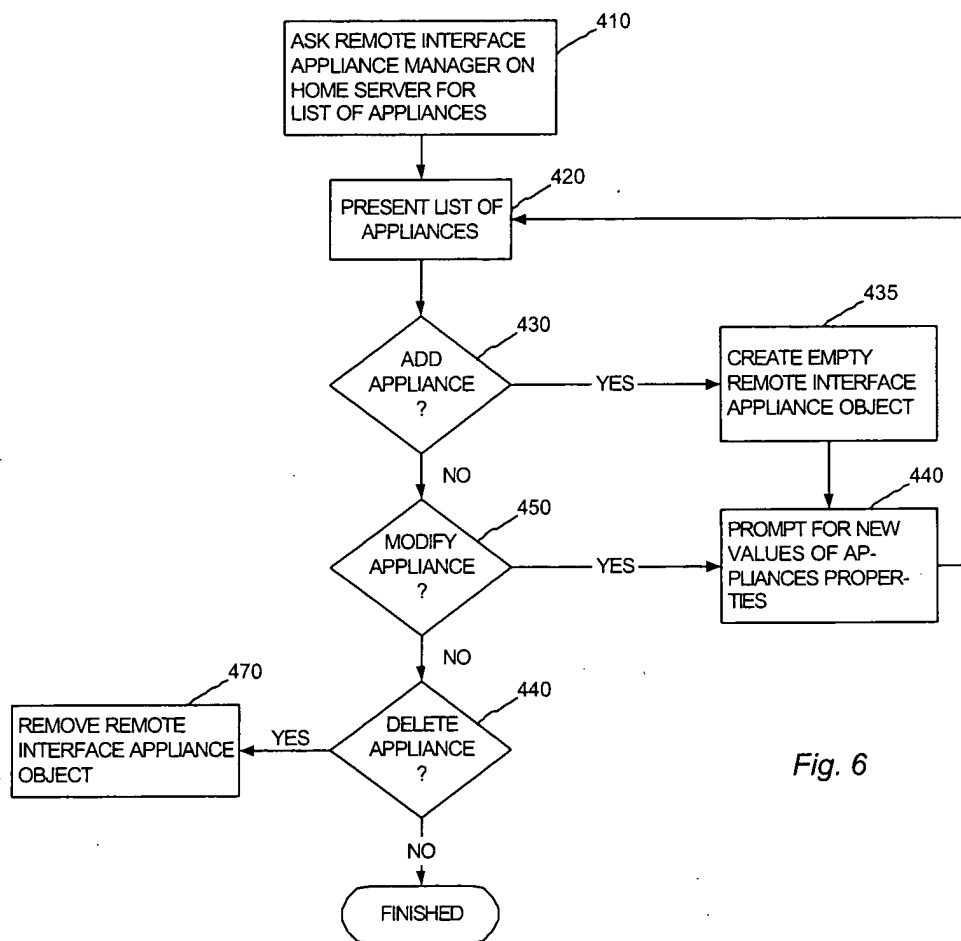 410
ASK REMOTE INTERFACE
APPLIANCE MANAGER ON
HOME SERVER FOR
LIST OF APPLIANCES
420
PRESENT LIST OF
APPLIANCES
430
ADD
APPLIANCE
?
YES
435
CREATE EMPTY
REMOTE INTERFACE
APPLIANCE OBJECT
NO
450
MODIFY
APPLIANCE
?
YES
440
PROMPT FOR NEW
VALUES OF AP-
PLIANCES PROPER-
TIES
NO
440
DELETE
APPLIANCE
?
YES
470
REMOVE REMOTE
INTERFACE APPLIANCE
OBJECT
NO
FINISHED
Fig. 6